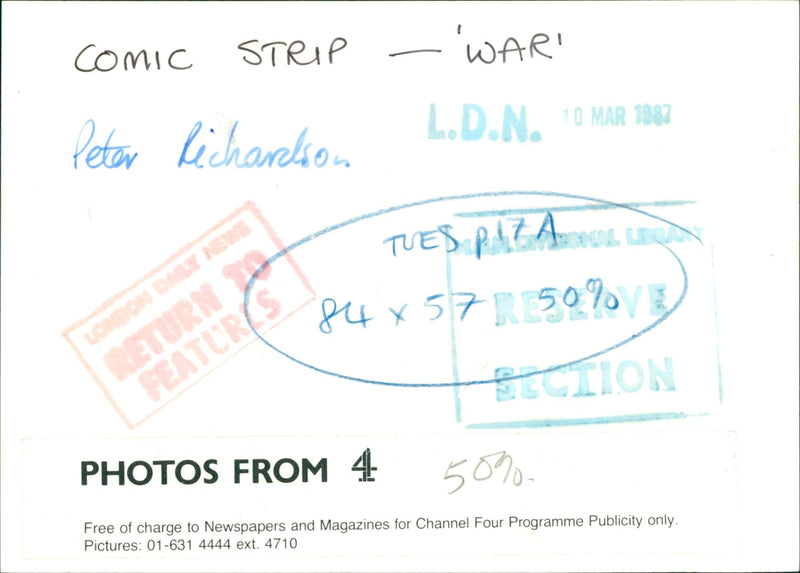 COMIC STRIP — 'WAR'
Peter Richardson
L.D.N. 10 MAR 1987
TUES p17A
84 x 57 50%
LONDON DAILY NEWS
RETURN TO
FEATURES
LIBRARY
RESERVE
SECTION
PHOTOS FROM 4 50%.
Free of charge to Newspapers and Magazines for Channel Four Programme Publicity only.
Pictures: 01-631 4444 ext. 4710